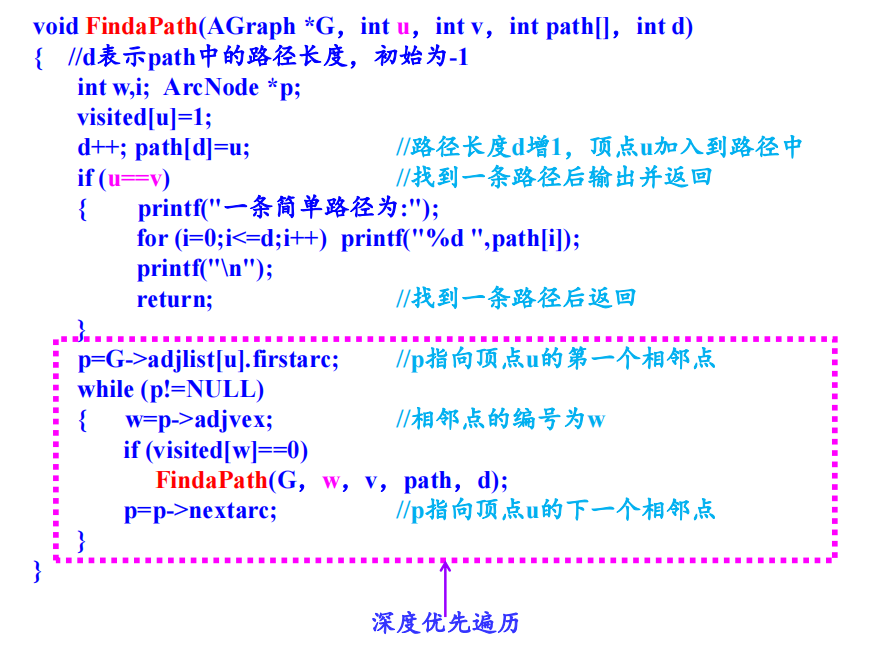 void FindaPath(AGraph *G，int u，int v，int path[]，int d)
{ //d表示path中的路径长度，初始为-1
int w,i; ArcNode *p;
visited[u]=1;
d++; path[d]=u; //路径长度d增1，顶点u加入到路径中
if (u==v) //找到一条路径后输出并返回
{ printf("一条简单路径为:");
for (i=0;i<=d;i++) printf("%d ",path[i]);
printf("\n");
return; //找到一条路径后返回
}
p=G->adjlist[u].firstarc; //p指向顶点u的第一个相邻点
while (p!=NULL)
{ w=p->adjvex; //相邻点的编号为w
if (visited[w]==0)
FindaPath(G，w，v，path，d);
p=p->nextarc; //p指向顶点u的下一个相邻点
}
}
深度优先遍历